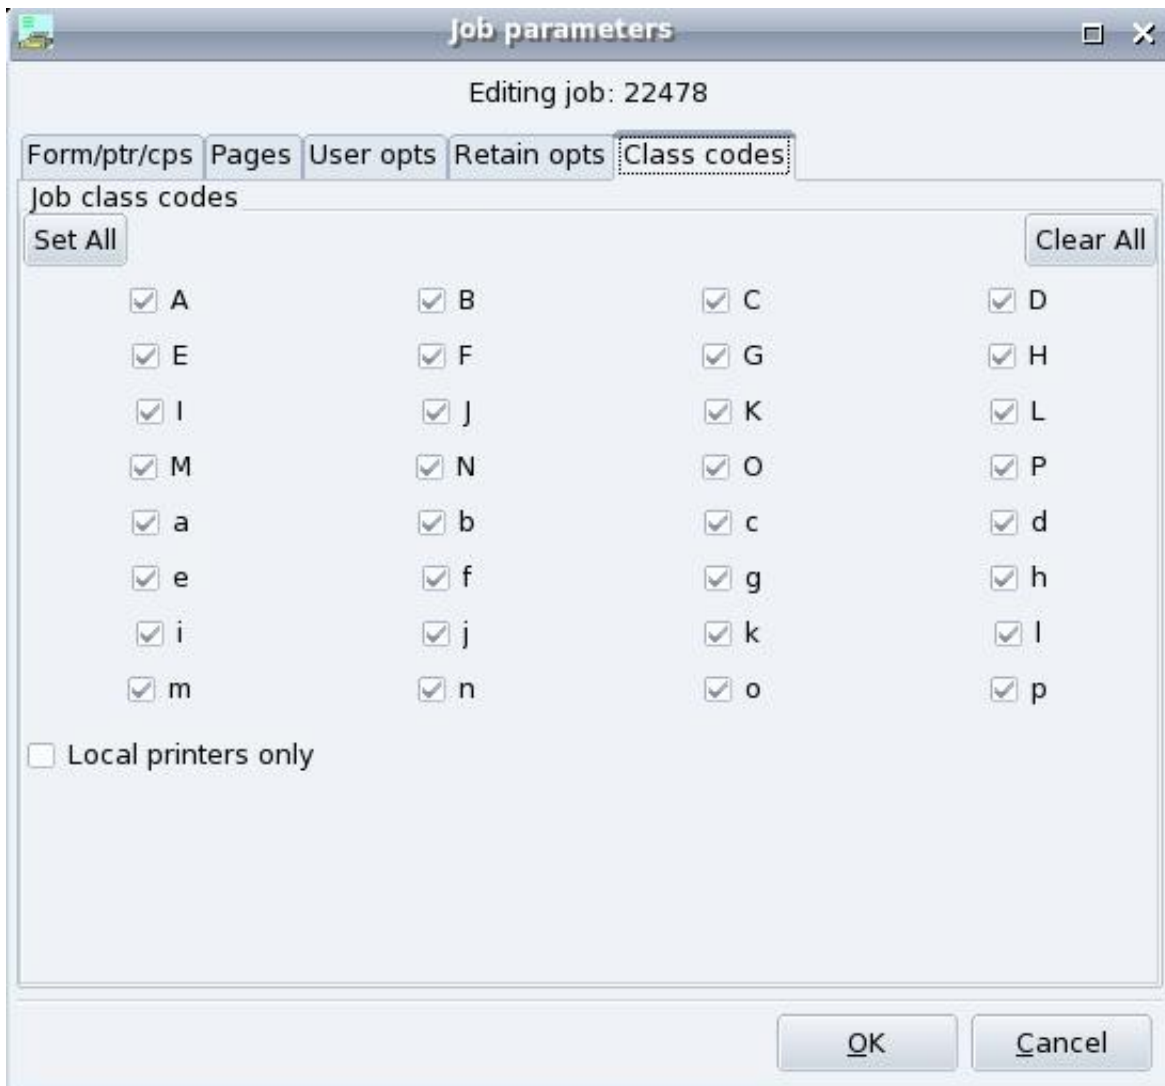 Job parameters
Editing job: 22478
Form/ptr/cps Pages User opts Retain opts Class codes
Job class codes
Set All Clear All
A B C D
E F G H
I J K L
M N O P
a b c d
e f g h
i j k l
m n o p
Local printers only
OK Cancel